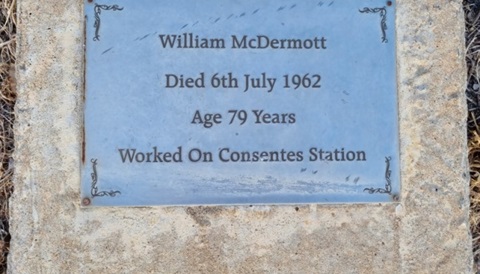 William McDermott
Died 6th July 1962
Age 79 Years
Worked On Consentes Station